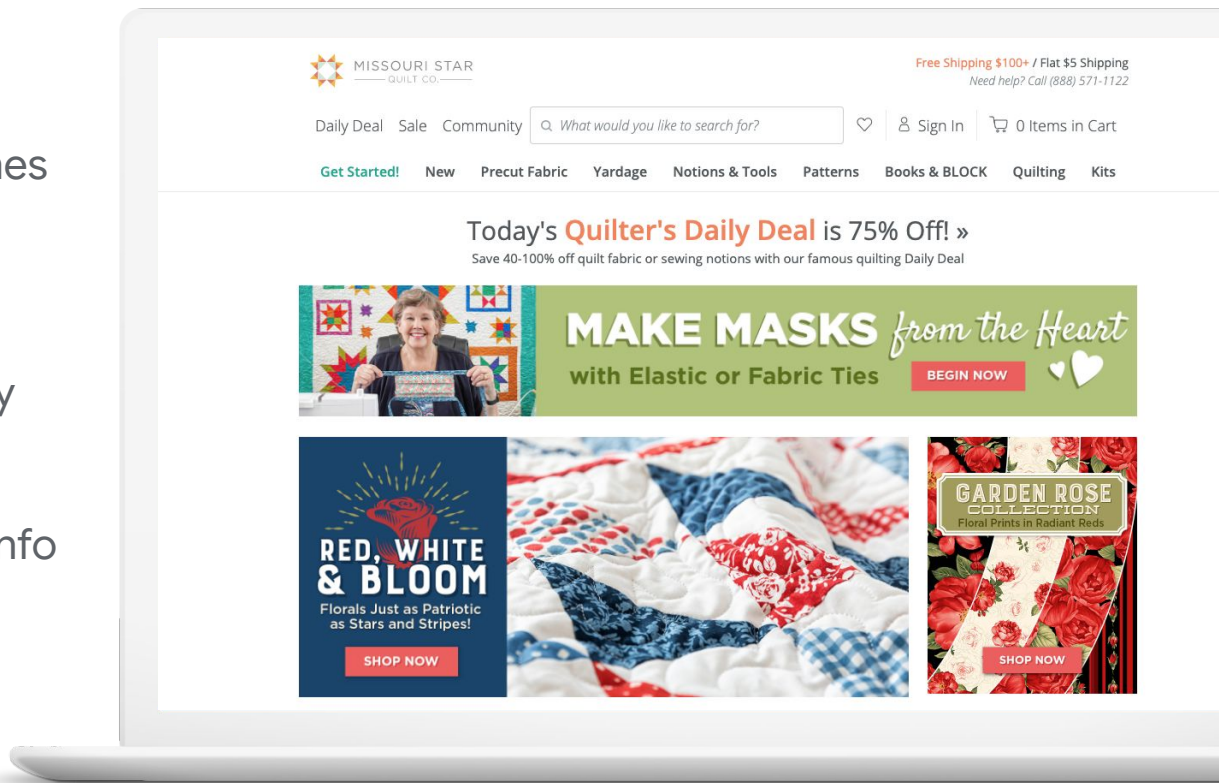 nes
y
nfo
MISSOURI STAR
QUILT CO.
Free Shipping $100+ / Flat $5 Shipping
Need help? Call (888) 571-1122
Daily Deal Sale Community What would you like to search for? Sign In 0 Items in Cart
Get Started! New Precut Fabric Yardage Notions & Tools Patterns Books & BLOCK Quilting Kits
Today's Quilter's Daily Deal is 75% Off! »
Save 40-100% off quilt fabric or sewing notions with our famous quilting Daily Deal
MAKE MASKS from the Heart
with Elastic or Fabric Ties
BEGIN NOW
RED, WHITE
& BLOOM
Florals Just as Patriotic
as Stars and Stripes!
SHOP NOW
GARDEN ROSE
COLLECTION
Floral Prints in Radiant Reds
SHOP NOW